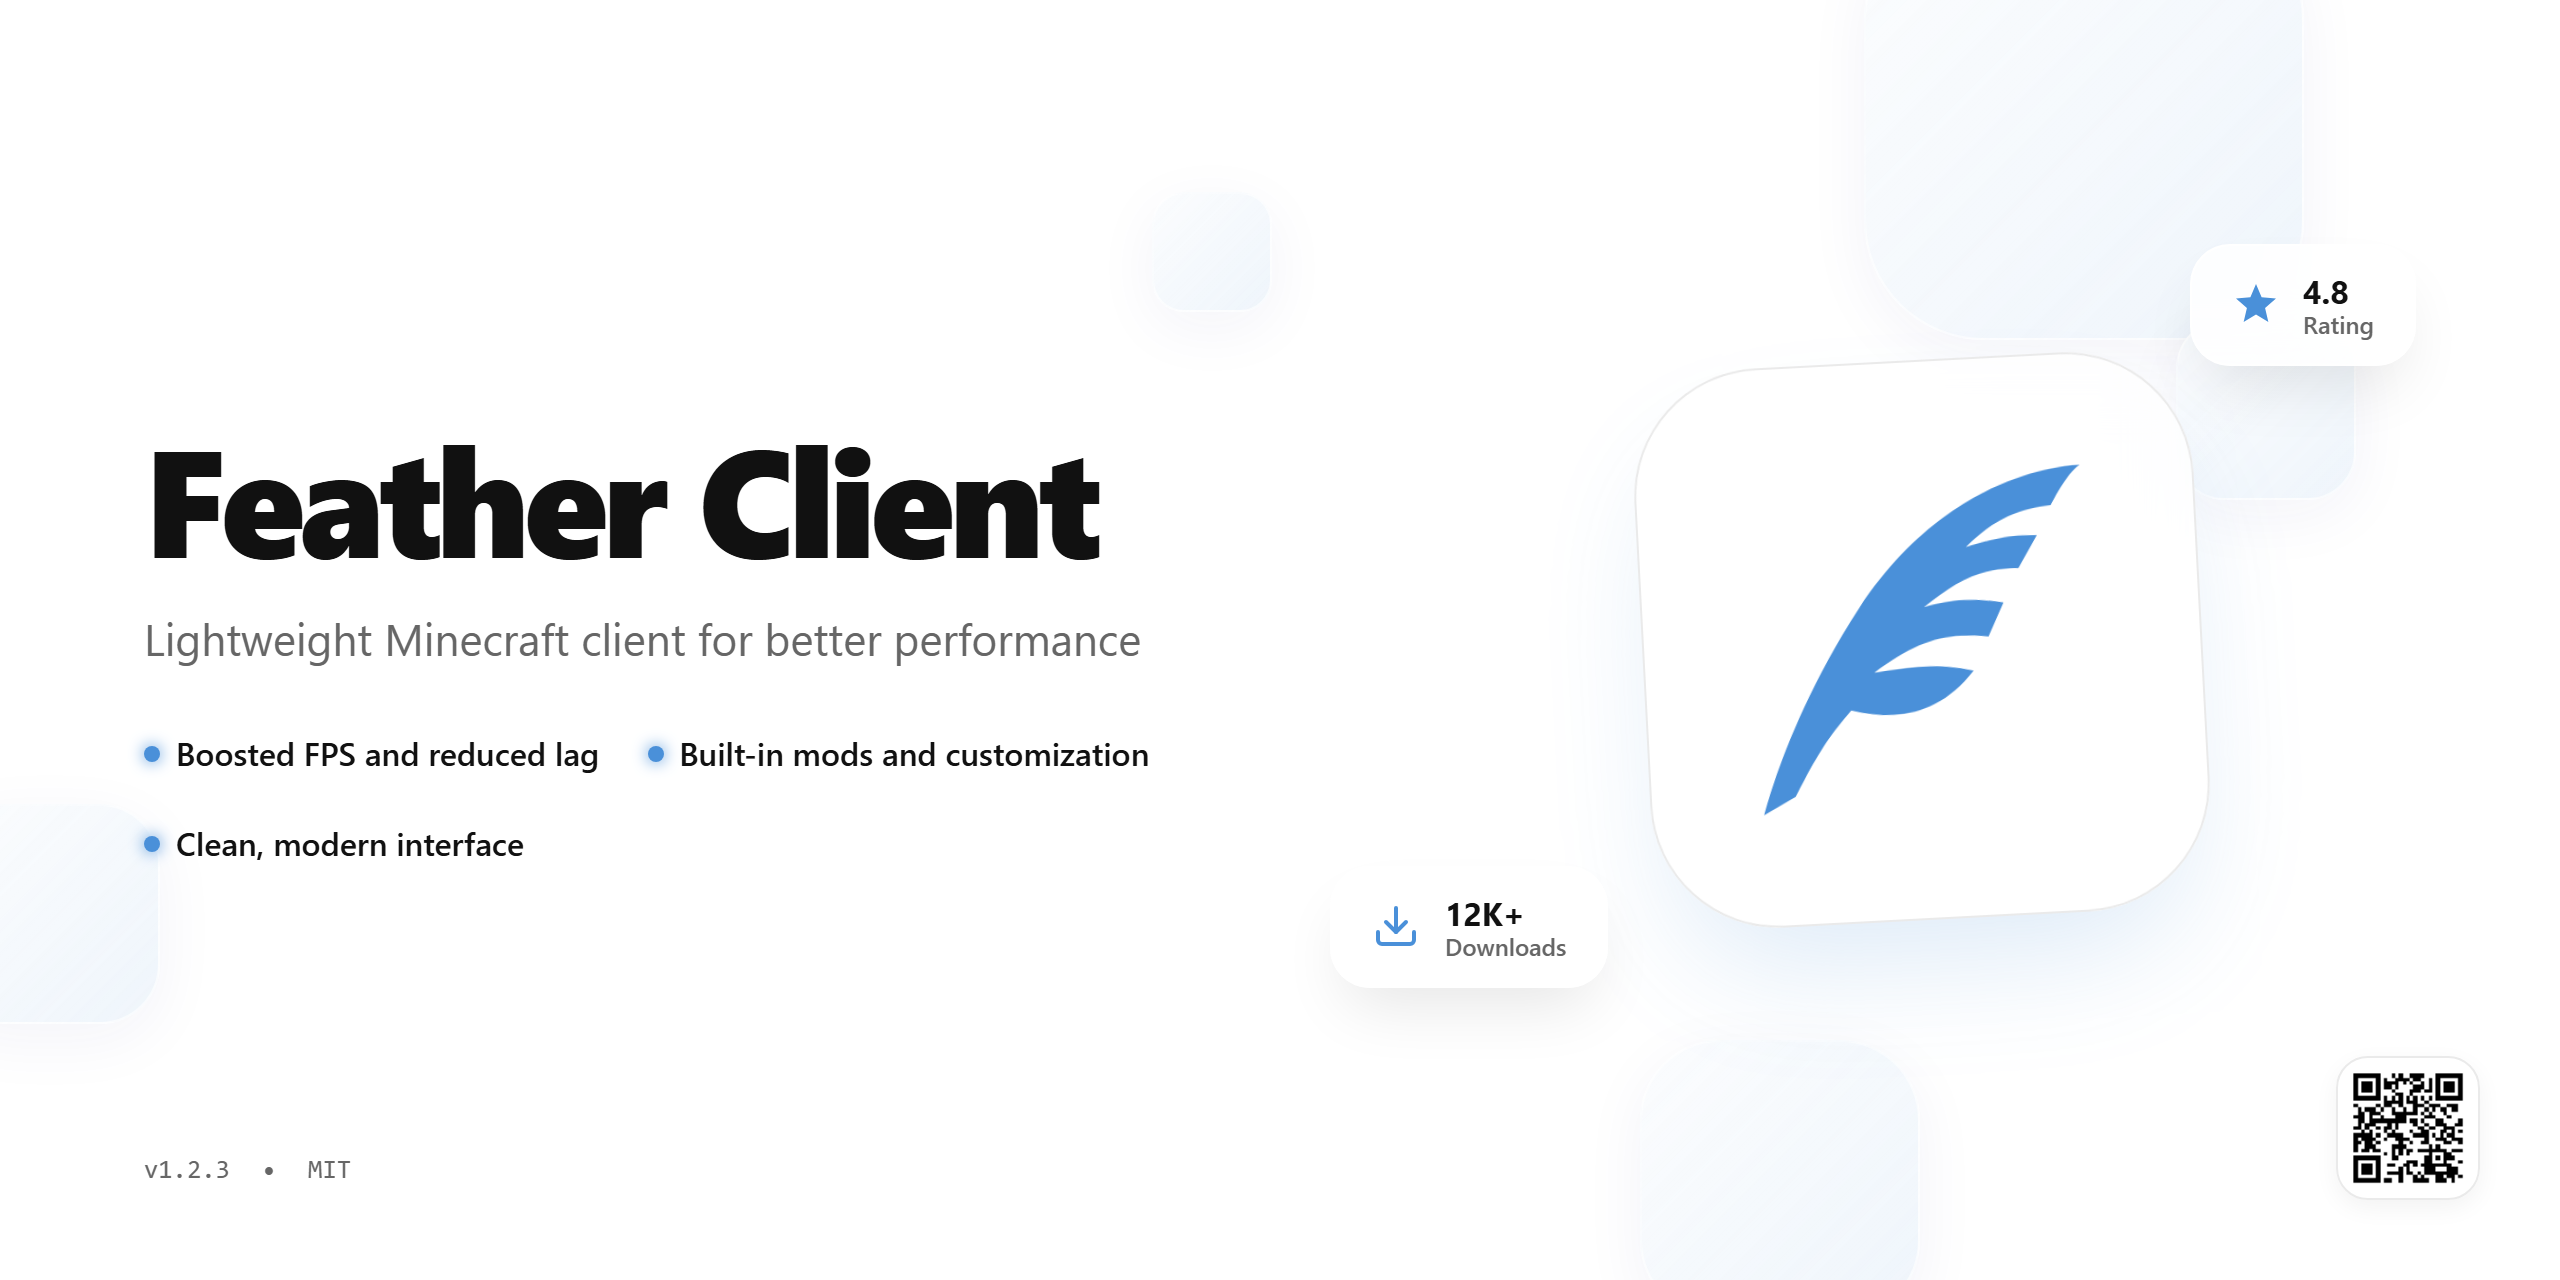 Feather Client
Lightweight Minecraft client for better performance
Boosted FPS and reduced lag
Built-in mods and customization
Clean, modern interface
4.8
Rating
12K+
Downloads
v1.2.3 • MIT